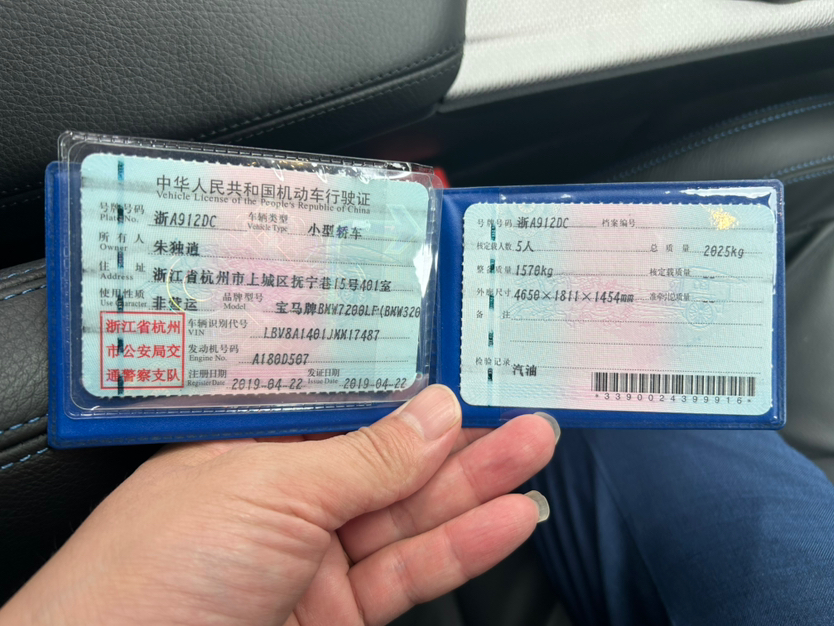 中华人民共和国机动车行驶证
Vehicle License of the People's Republic of China
号牌号码 浙A912DC 车辆类型 小型轿车
Plate No. Vehicle Type
所有人 朱独逍
Owner
住址 浙江省杭州市上城区抚宁巷15号401室
Address
使用性质 非营运 品牌型号 宝马牌BMW7200LF(BMW320
Use Character Model
浙江省杭州
市公安局交
通警察支队
车辆识别代号 LBV8A1401JMM17487
VIN
发动机号码 A180D507
Engine No.
注册日期 2019-04-22 发证日期 2019-04-22
Register Date Issue Date
号牌号码 浙A912DC 档案编号
核定载人数 5人 总质量 2025kg
整备质量 1570kg 核定载质量 --
外廓尺寸 4650×1811×1454mm 准牵引质量 --
备注
检验记录 汽油
*3390024399916*